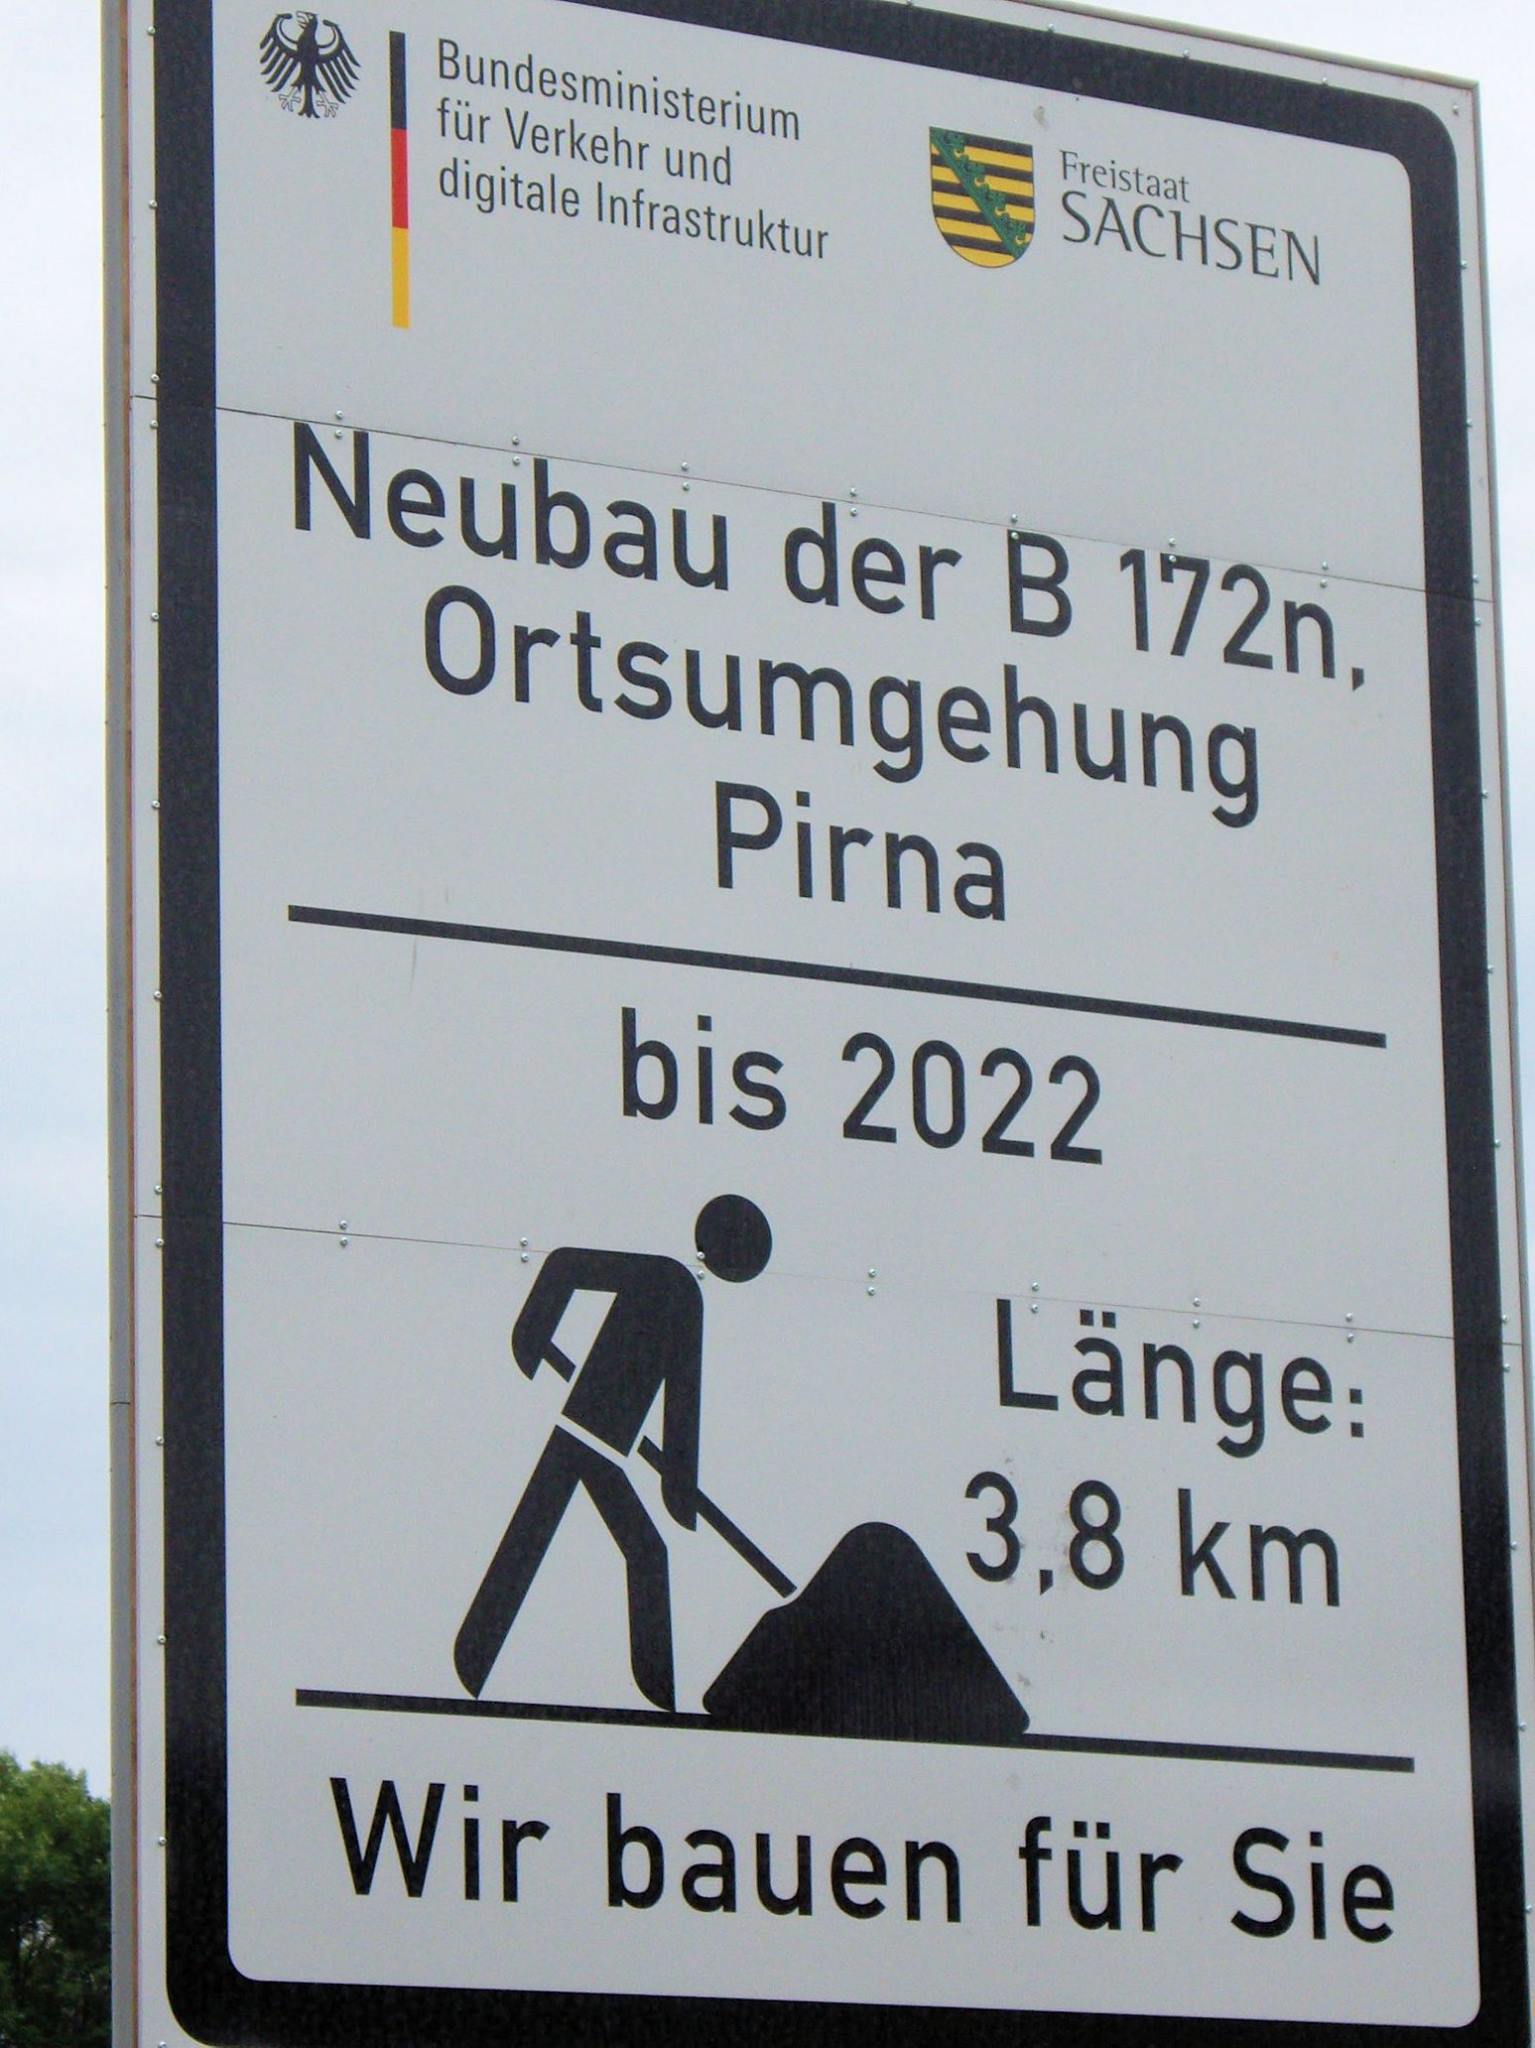 Bundesministerium
für Verkehr und
digitale Infrastruktur
Freistaat
SACHSEN
Neubau der B 172n,
Ortsumgehung
Pirna
bis 2022
Länge:
3,8 km
Wir bauen für Sie